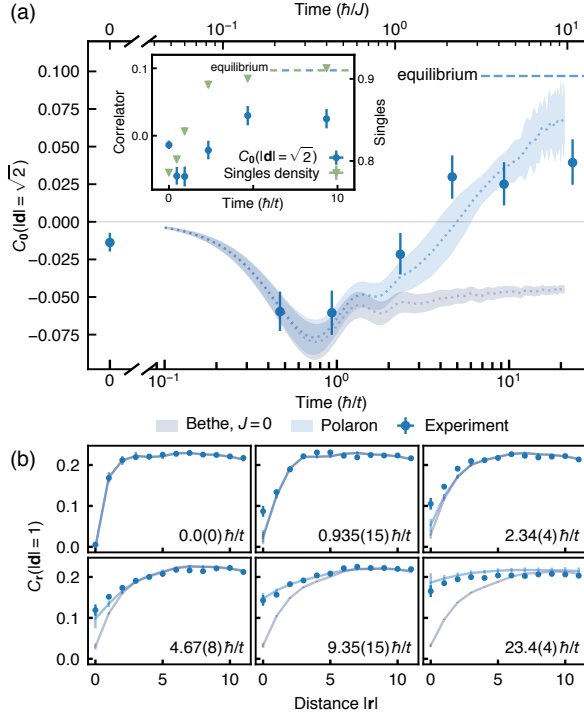 (a)
Time (ħ/J)
0
10⁻¹
10⁰
10¹
C₀(|d| = √2)
0.100
0.075
0.050
0.025
0.000
−0.025
−0.050
−0.075
equilibrium
Correlator
0.1
0.0
equilibrium
C₀(|d| = √2)
Singles density
0.9
0.8
Singles
0
10
Time (ħ/t)
0
10⁻¹
10⁰
10¹
Time (ħ/t)
Bethe, J = 0
Polaron
Experiment
(b)
Cᵣ(|d| = 1)
0.2
0.1
0.0
0.0(0)ħ/t
0.935(15)ħ/t
2.34(4)ħ/t
0.2
0.1
0.0
4.67(8)ħ/t
9.35(15)ħ/t
23.4(4)ħ/t
0
5
10
0
5
10
0
5
10
Distance |r|